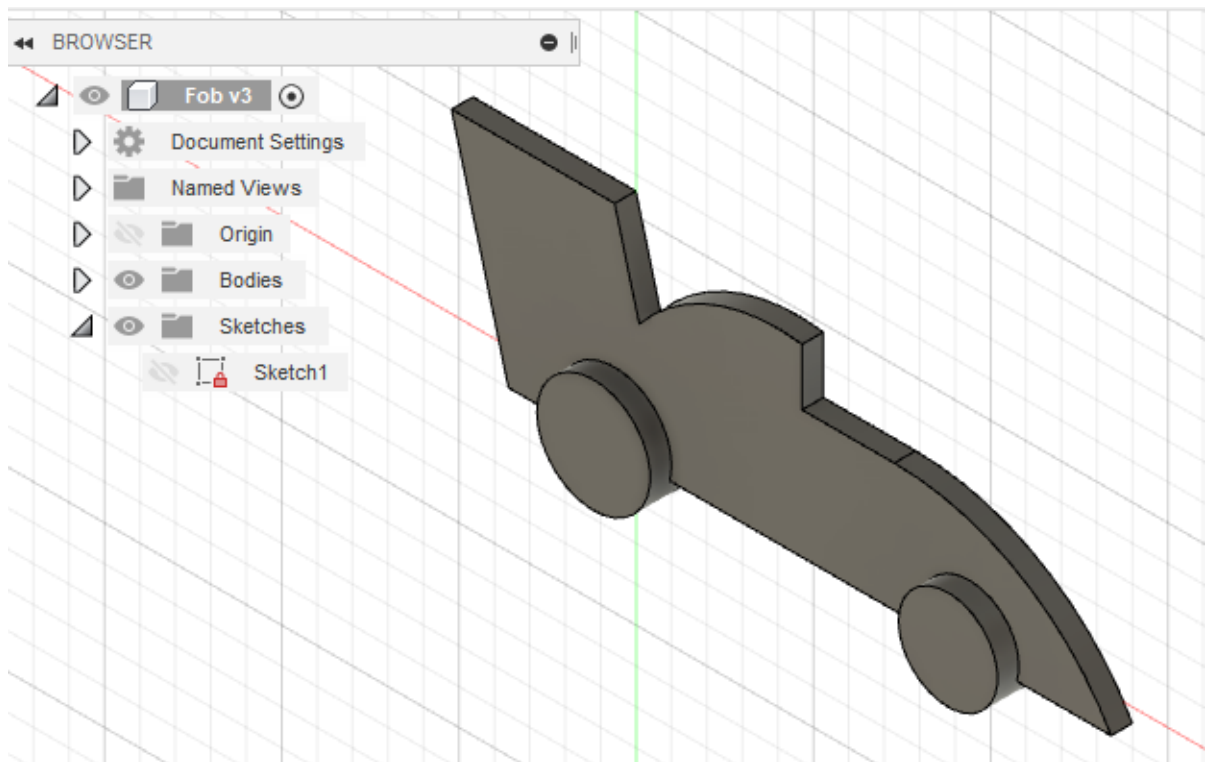 BROWSER
Fob v3
Document Settings
Named Views
Origin
Bodies
Sketches
Sketch1